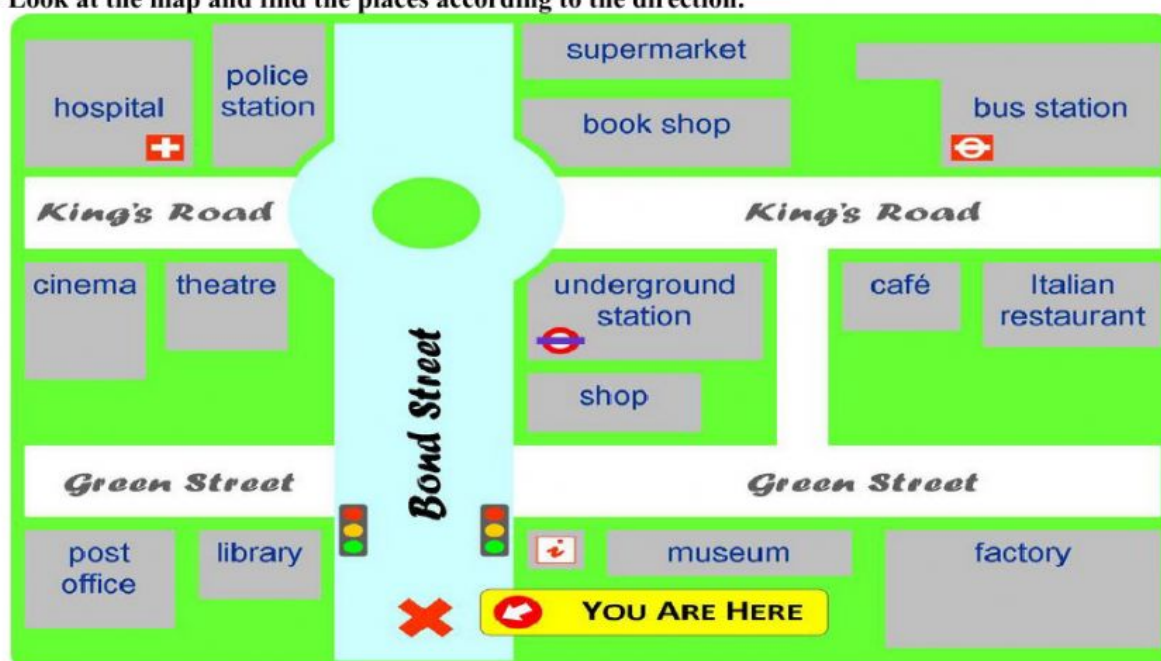 Look at the map and find the places according to the direction.
supermarket
police
station
hospital
bus station
book shop
King's Road
King's Road
cinema
theatre
underground
station
café
Italian
restaurant
shop
Bond Street
Green Street
Green Street
post
office
library
i
museum
factory
YOU ARE HERE